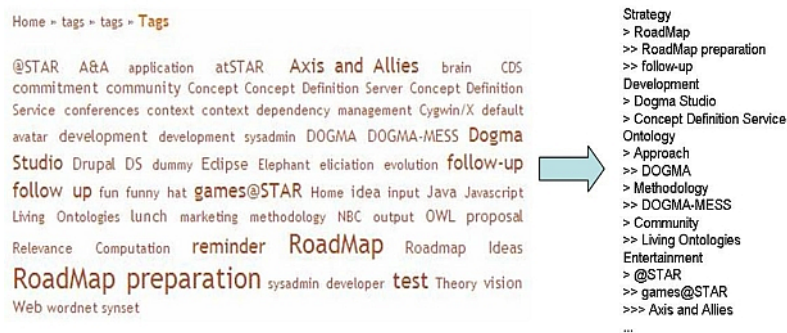 Home » tags » tags » Tags
@STAR A&A application atSTAR Axis and Allies brain CDS
commitment community Concept Concept Definition Server Concept Definition
Service conferences context context dependency management Cygwin/X default
avatar development development sysadmin DOGMA DOGMA-MESS Dogma
Studio Drupal DS dummy Eclipse Elephant eliciation evolution follow-up
follow up fun funny hat games@STAR Home idea input Java Javascript
Living Ontologies lunch marketing methodology NBC output OWL proposal
Relevance Computation reminder RoadMap Roadmap Ideas
RoadMap preparation sysadmin developer test Theory vision
Web wordnet synset
Strategy
> RoadMap
>> RoadMap preparation
>> follow-up
Development
> Dogma Studio
> Concept Definition Service
Ontology
> Approach
>> DOGMA
> Methodology
>> DOGMA-MESS
> Community
>> Living Ontologies
Entertainment
> @STAR
>> games@STAR
>>> Axis and Allies
...